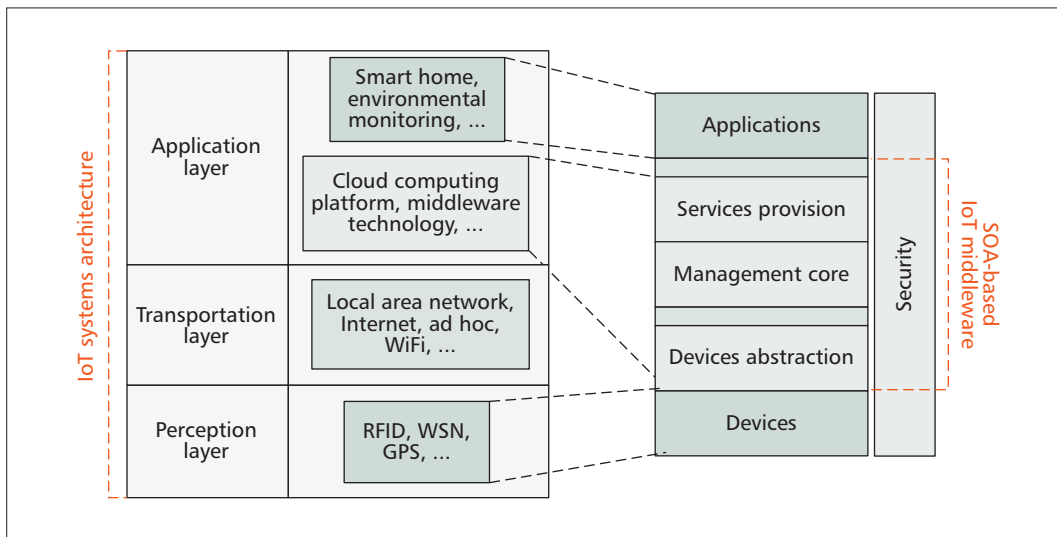 IoT systems architecture
Application
layer
Smart home,
environmental
monitoring, ...
Cloud computing
platform, middleware
technology, ...
Transportation
layer
Local area network,
Internet, ad hoc,
WiFi, ...
Perception
layer
RFID, WSN,
GPS, ...
Applications
Services provision
Management core
Devices abstraction
Devices
Security
SOA-based
IoT middleware